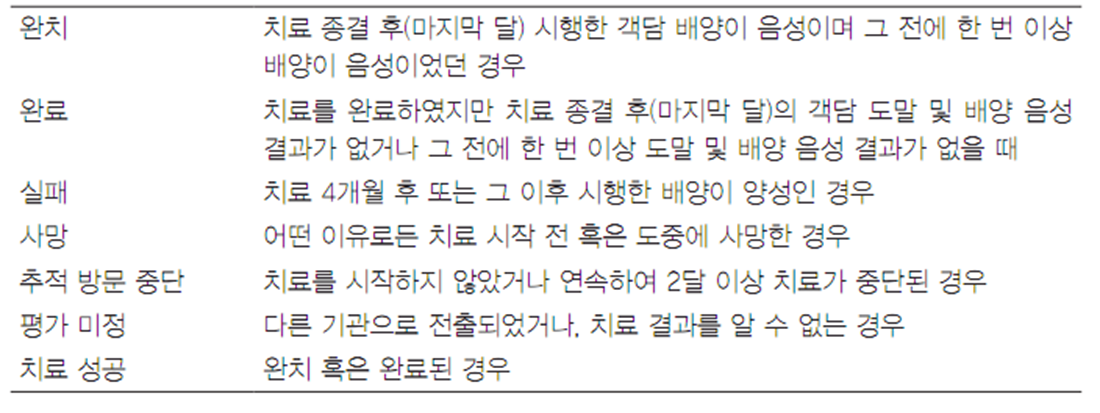 완치 치료 종결 후(마지막 달) 시행한 객담 배양이 음성이며 그 전에 한 번 이상
배양이 음성이었던 경우
완료 치료를 완료하였지만 치료 종결 후(마지막 달)의 객담 도말 및 배양 음성
결과가 없거나 그 전에 한 번 이상 도말 및 배양 음성 결과가 없을 때
실패 치료 4개월 후 또는 그 이후 시행한 배양이 양성인 경우
사망 어떤 이유로든 치료 시작 전 혹은 도중에 사망한 경우
추적 방문 중단 치료를 시작하지 않았거나 연속하여 2달 이상 치료가 중단된 경우
평가 미정 다른 기관으로 전출되었거나, 치료 결과를 알 수 없는 경우
치료 성공 완치 혹은 완료된 경우